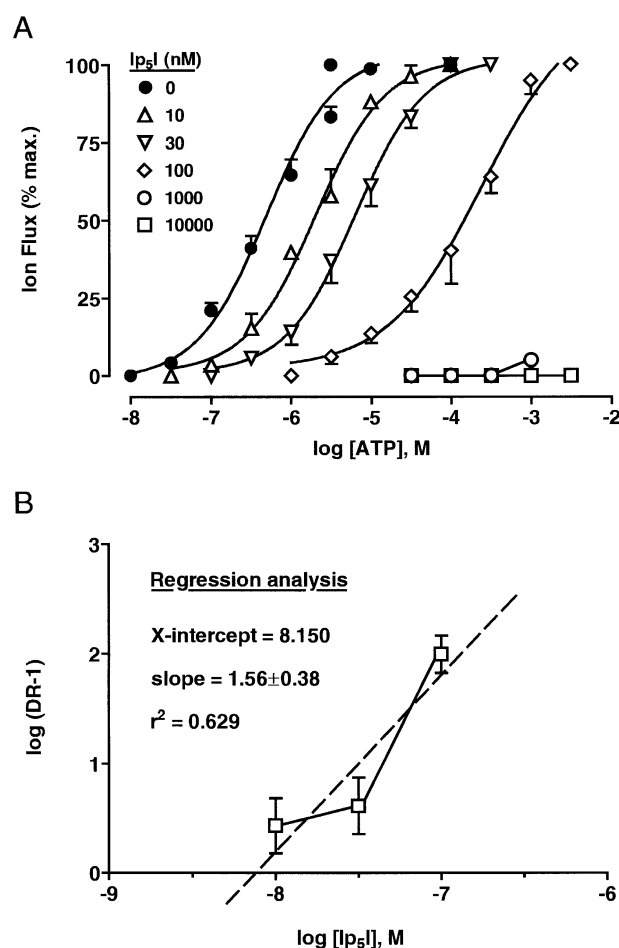 A
Ip₅I (nM)
0
10
30
100
1000
10000
100
75
50
25
0
Ion Flux (% max.)
-8 -7 -6 -5 -4 -3 -2
log [ATP], M
B
3
2
1
0
log (DR-1)
Regression analysis
X-intercept = 8.150
slope = 1.56±0.38
r² = 0.629
-9 -8 -7 -6
log [Ip₅I], M